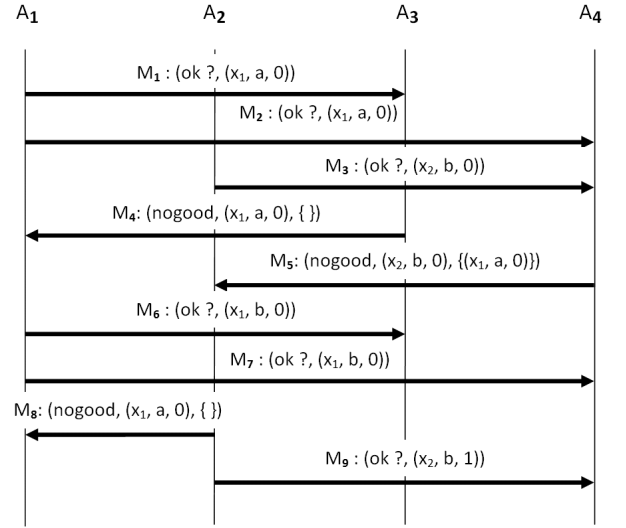 A1 A2 A3 A4
M1 : (ok ?, (x1, a, 0))
M2 : (ok ?, (x1, a, 0))
M3 : (ok ?, (x2, b, 0))
M4: (nogood, (x1, a, 0), { })
M5: (nogood, (x2, b, 0), {(x1, a, 0)})
M6 : (ok ?, (x1, b, 0))
M7 : (ok ?, (x1, b, 0))
M8: (nogood, (x1, a, 0), { })
M9 : (ok ?, (x2, b, 1))